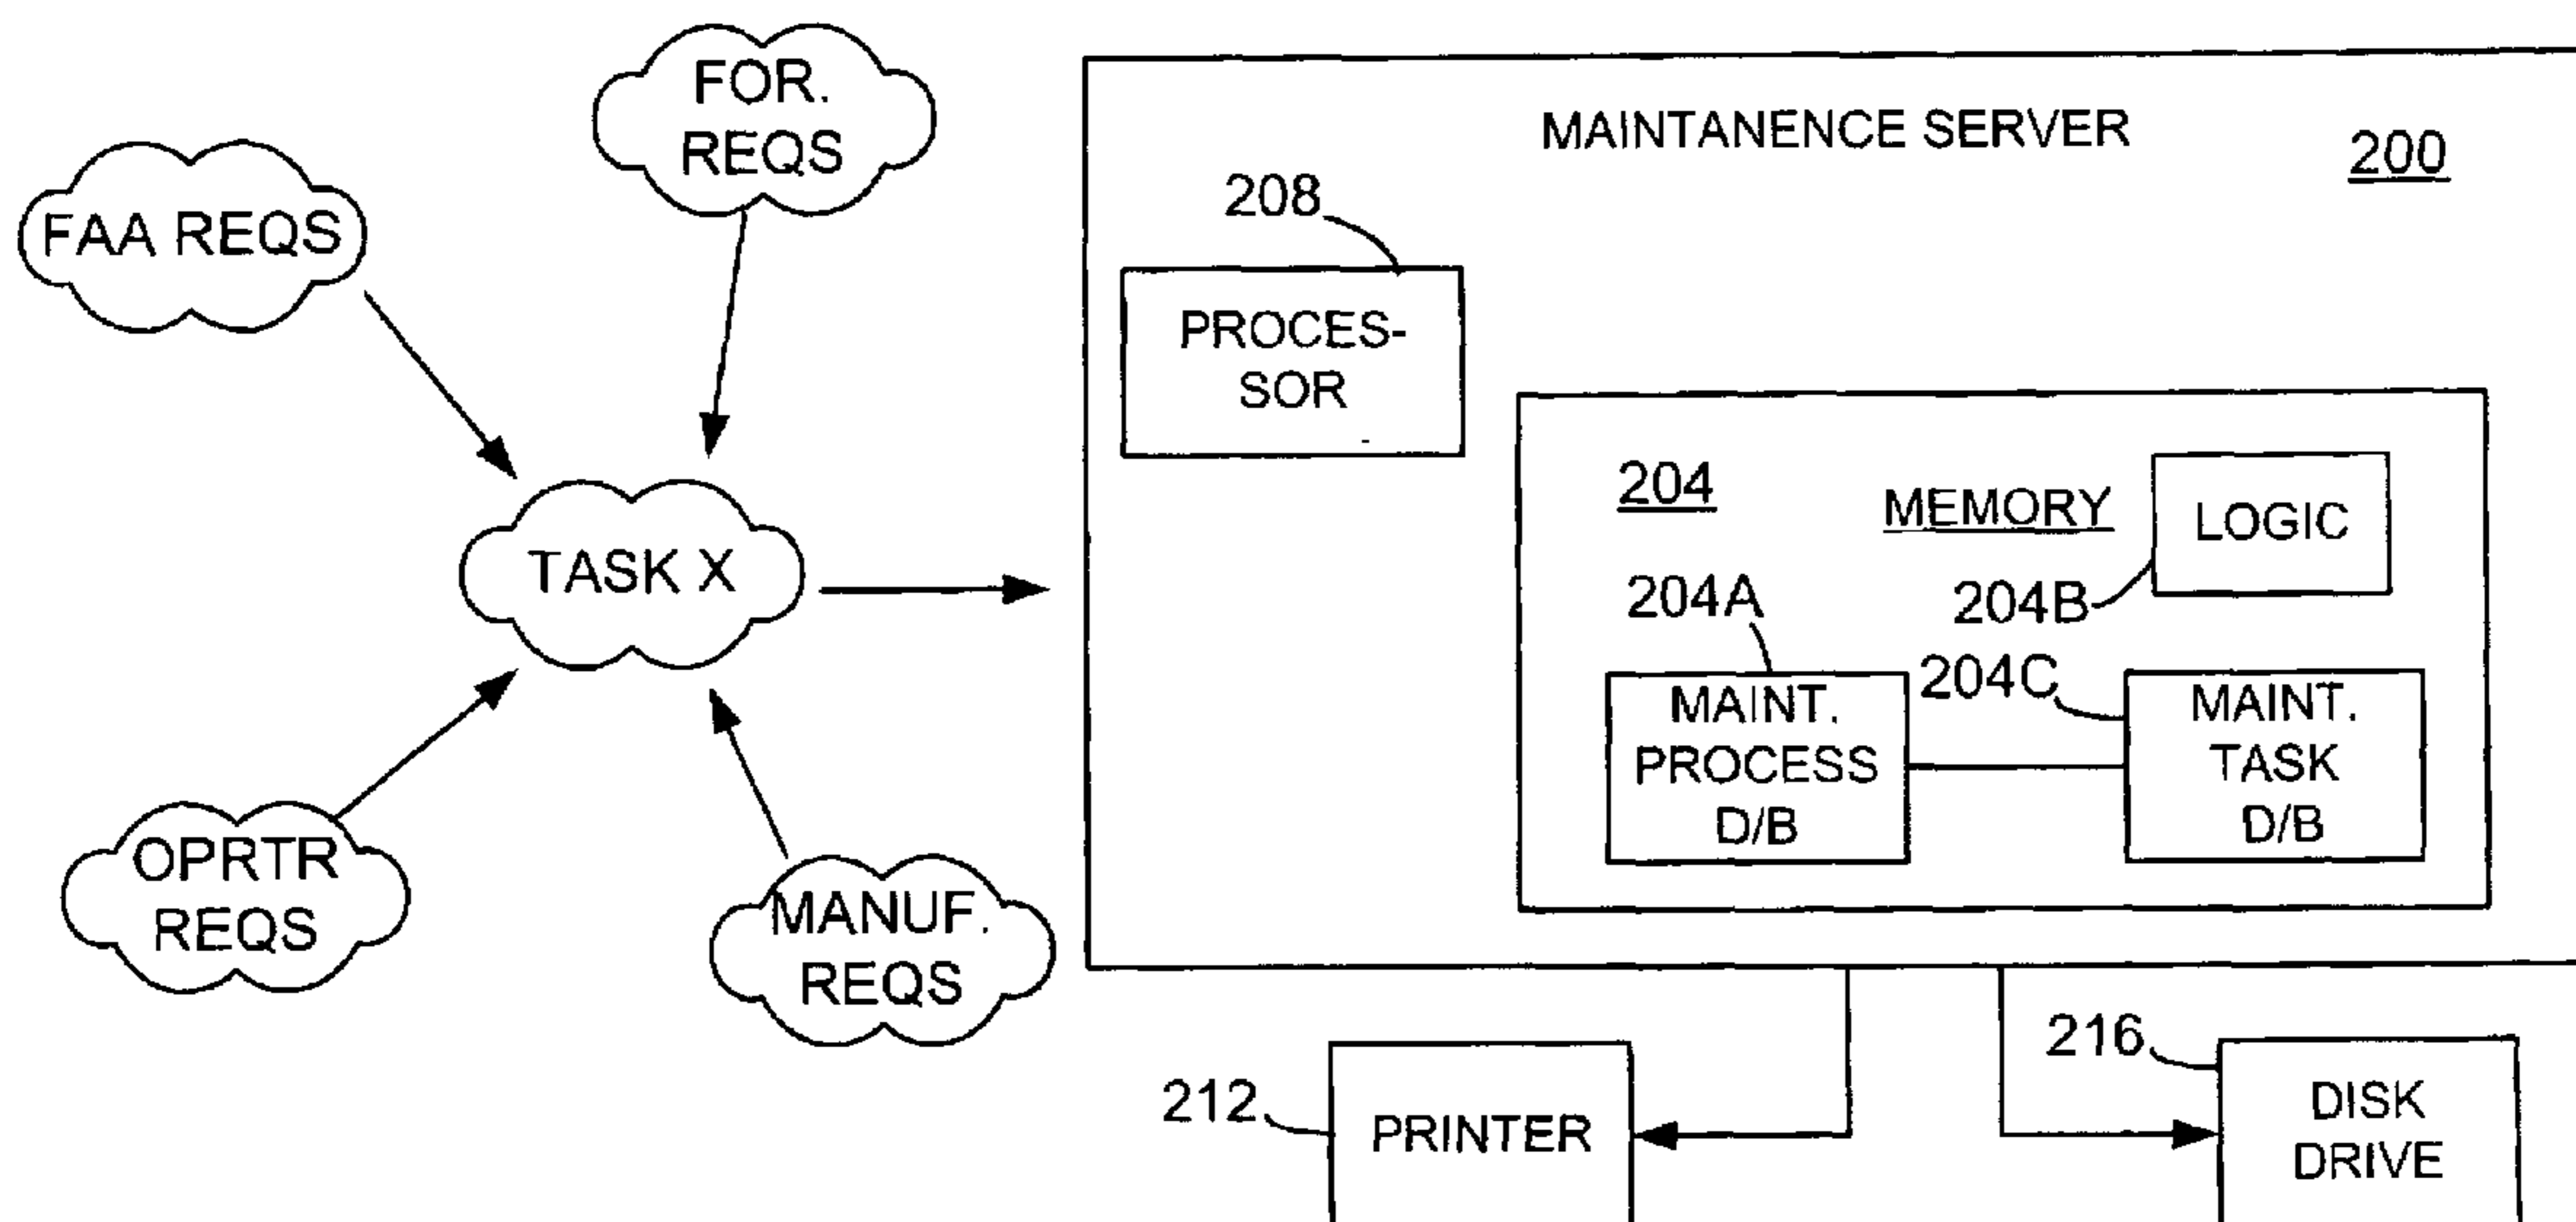 FOR.
REQS
FAA REQS
TASK X
OPRTR
REQS
MANUF.
REQS
MAINTANENCE SERVER
200
208
PROCES-
SOR
204
MEMORY
LOGIC
204B
204A
204C
MAINT.
PROCESS
D/B
MAINT.
TASK
D/B
212
PRINTER
216
DISK
DRIVE